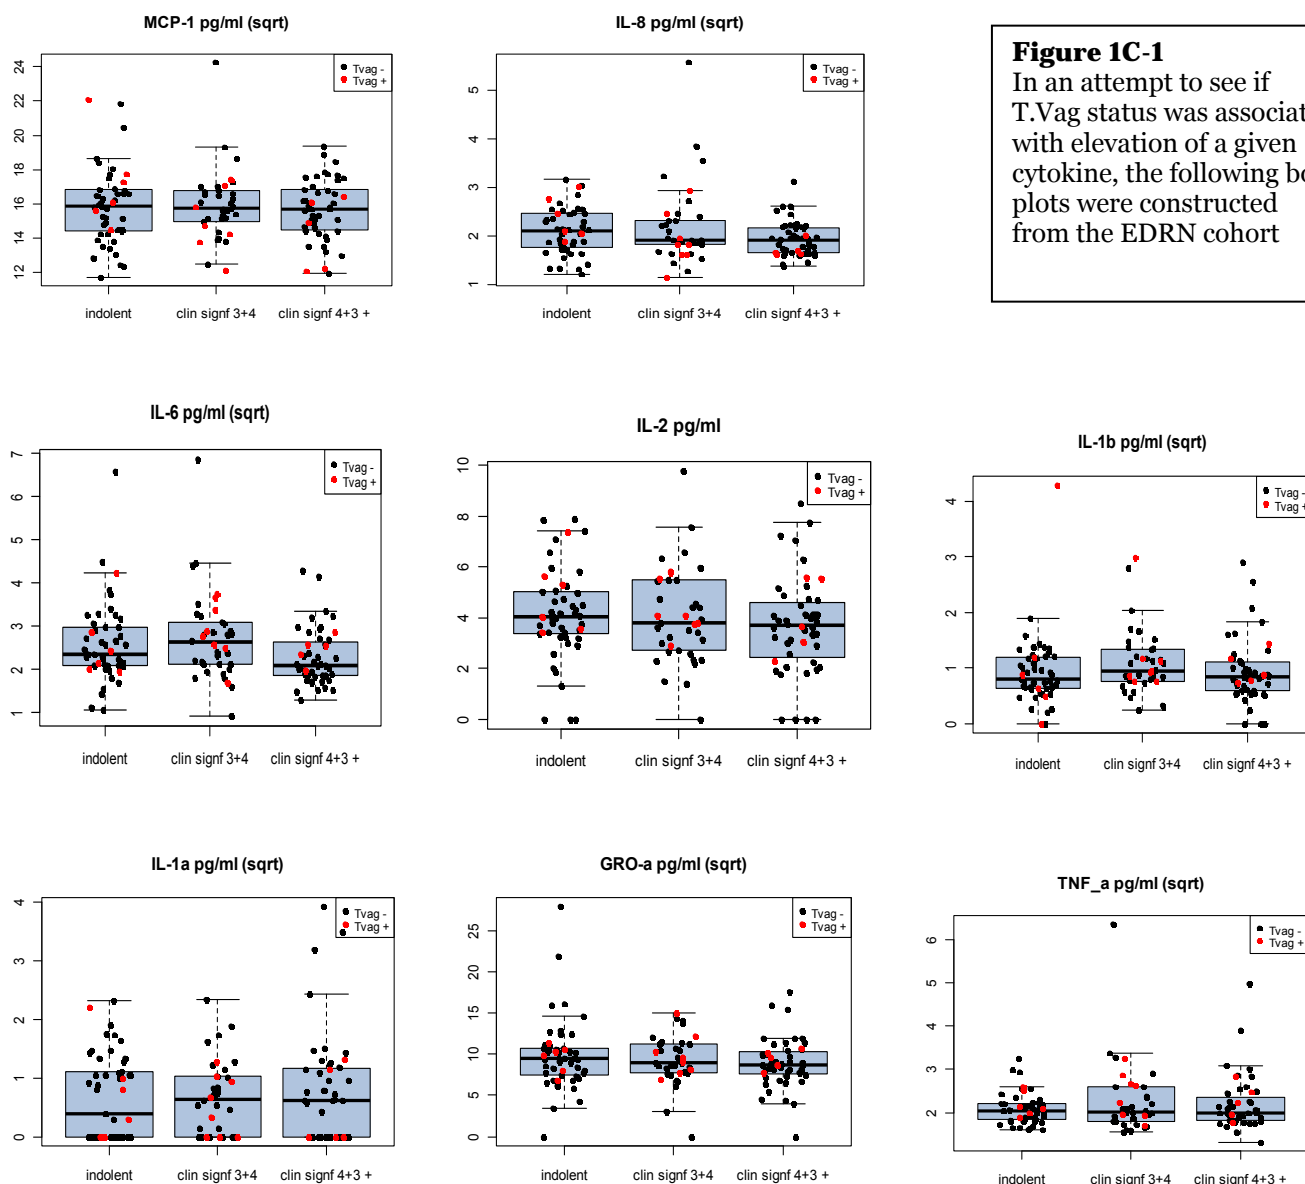 MCP-1 pg/ml (sqrt)
24
22
20
18
16
14
12
Tvag -
Tvag +
indolent
clin signf 3+4
clin signf 4+3 +
IL-8 pg/ml (sqrt)
5
4
3
2
1
Tvag -
Tvag +
indolent
clin signf 3+4
clin signf 4+3 +
Figure 1C-1
In an attempt to see if
T.Vag status was associat
with elevation of a given
cytokine, the following bo
plots were constructed
from the EDRN cohort
IL-6 pg/ml (sqrt)
7
6
5
4
3
2
1
Tvag -
Tvag +
indolent
clin signf 3+4
clin signf 4+3 +
IL-2 pg/ml
10
8
6
4
2
0
Tvag -
Tvag +
indolent
clin signf 3+4
clin signf 4+3 +
IL-1b pg/ml (sqrt)
4
3
2
1
0
Tvag -
Tvag +
indolent
clin signf 3+4
clin signf 4+3 +
IL-1a pg/ml (sqrt)
4
3
2
1
0
Tvag -
Tvag +
indolent
clin signf 3+4
clin signf 4+3 +
GRO-a pg/ml (sqrt)
25
20
15
10
5
0
Tvag -
Tvag +
indolent
clin signf 3+4
clin signf 4+3 +
TNF_a pg/ml (sqrt)
6
5
4
3
2
Tvag -
Tvag +
indolent
clin signf 3+4
clin signf 4+3 +